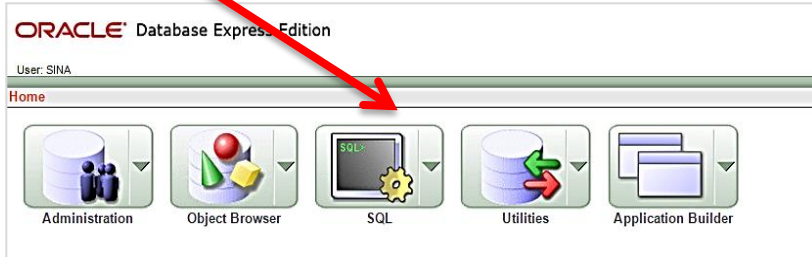 ORACLE' Database Express Edition
User: SINA
Home
SQL>
Administration
Object Browser
SQL
Utilities
Application Builder